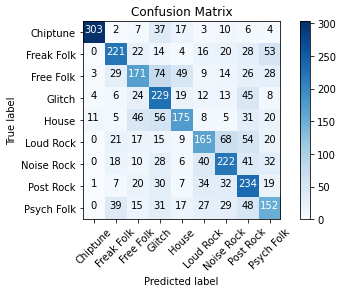 Confusion Matrix
Chiptune 303 2 7 37 17 3 10 6 4
Freak Folk 0 221 22 14 4 16 20 28 53
Free Folk 3 29 171 74 49 9 14 26 28
Glitch 4 6 24 229 19 12 13 45 8
House 11 5 46 56 175 8 5 31 20
Loud Rock 0 21 17 15 9 165 68 54 20
Noise Rock 0 18 10 28 6 40 222 41 32
Post Rock 1 7 20 30 7 34 32 234 19
Psych Folk 0 39 15 31 17 27 29 48 152
True label
Chiptune Freak Folk Free Folk Glitch House Loud Rock Noise Rock Post Rock Psych Folk
Predicted label
300
250
200
150
100
50
0